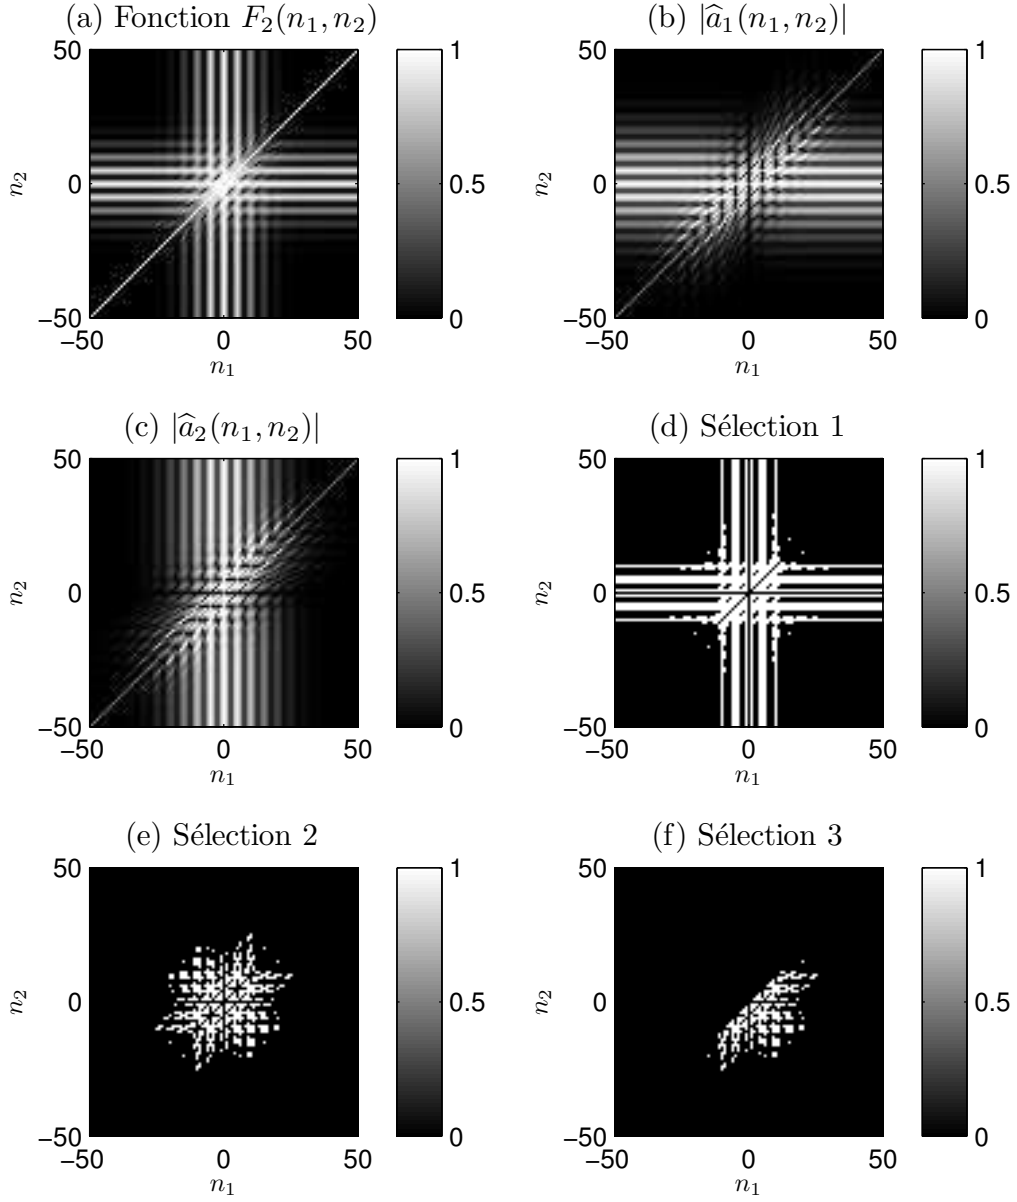 (a) Fonction $F_2(n_1, n_2)$
(b) $|\widehat{a}_1(n_1, n_2)|$
50
n_2
0
−50
−50 0 50
n_1
1
0.5
0
50
n_2
0
−50
−50 0 50
n_1
1
0.5
0
(c) $|\widehat{a}_2(n_1, n_2)|$
(d) Sélection 1
50
n_2
0
−50
−50 0 50
n_1
1
0.5
0
50
n_2
0
−50
−50 0 50
n_1
1
0.5
0
(e) Sélection 2
(f) Sélection 3
50
n_2
0
−50
−50 0 50
n_1
1
0.5
0
50
n_2
0
−50
−50 0 50
n_1
1
0.5
0